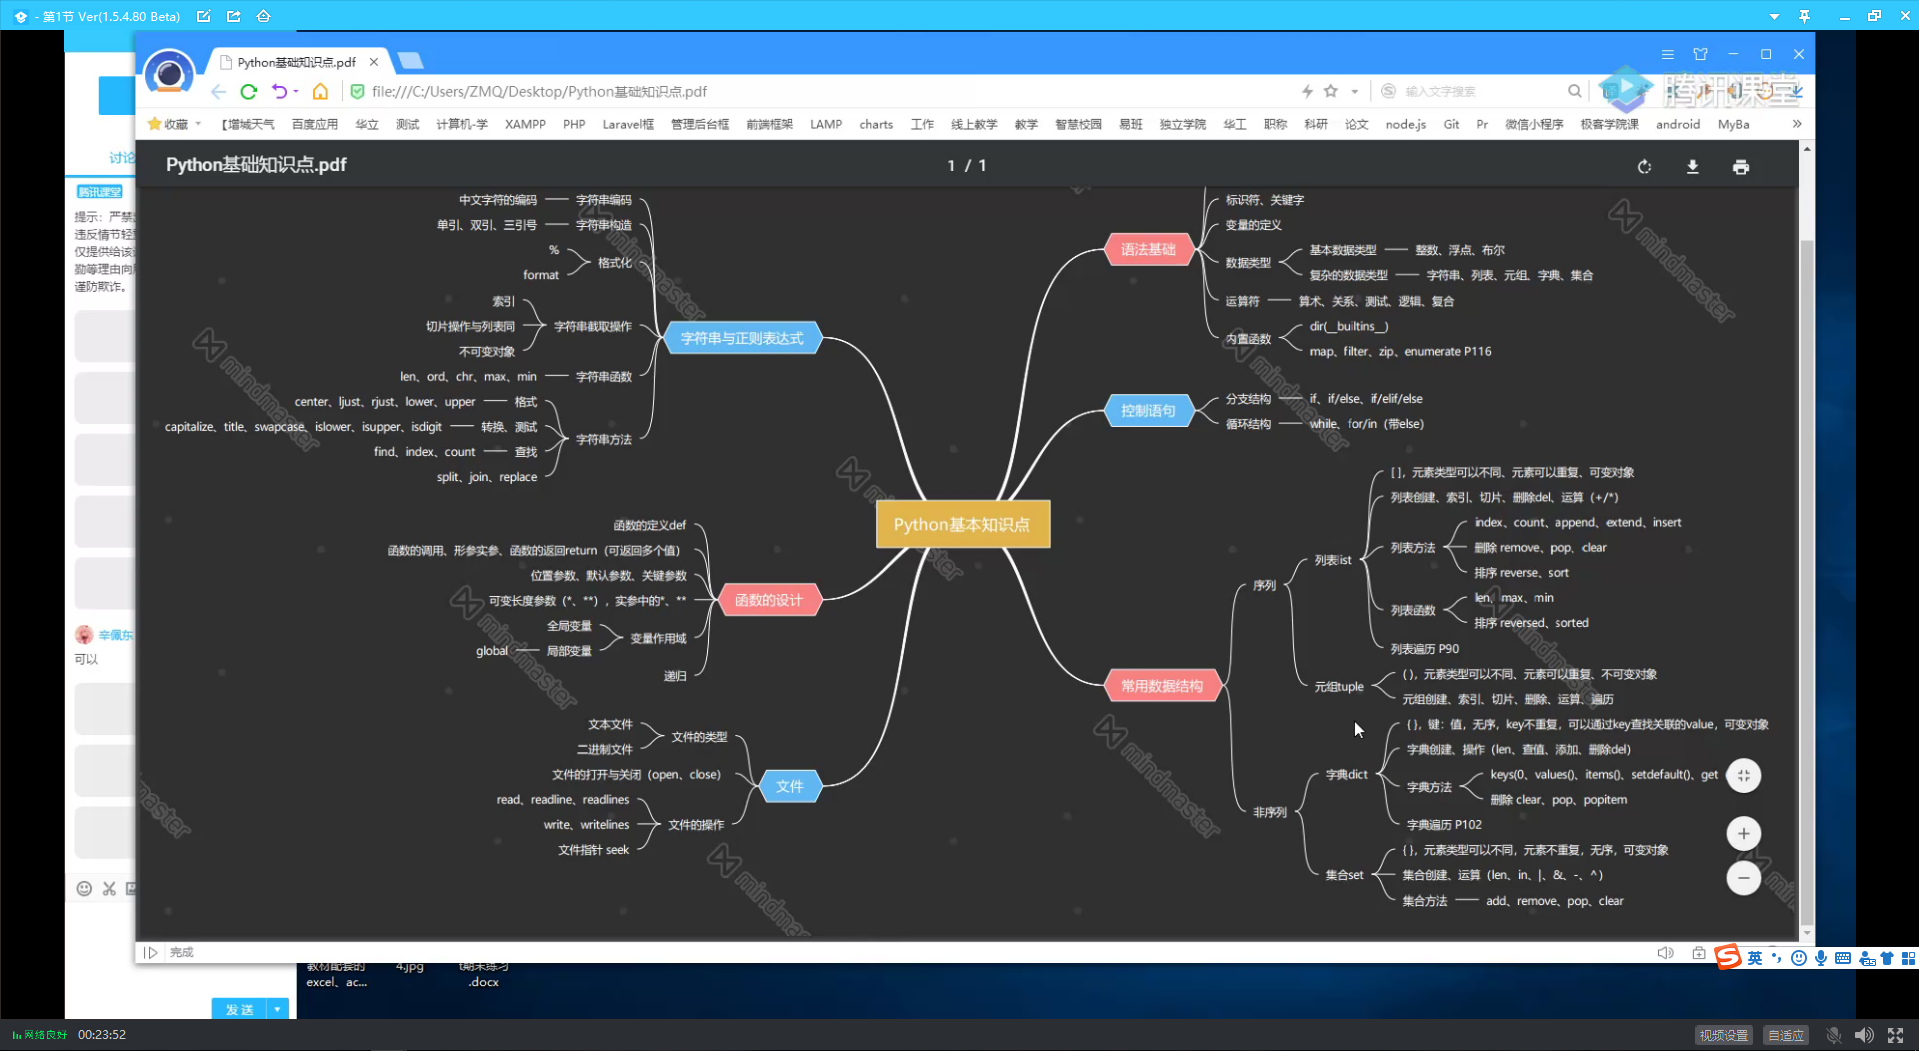 - 第1节 Ver(1.5.4.80 Beta)
Python基础知识点.pdf
file:///C:/Users/ZMQ/Desktop/Python基础知识点.pdf
输入文字搜索
腾讯课堂
收藏
【增城天气
百度应用
华立
测试
计算机-学
XAMPP
PHP
Laravel框
管理后台框
前端框架
LAMP
charts
工作
线上教学
教学
智慧校园
易班
独立学院
华工
职称
科研
论文
node.js
Git
Pr
微信小程序
极客学院课
android
MyBa
讨论
腾讯课堂
提示：严禁
违反情节轻
仅提供给该
勋等理由向
谨防欺诈。
辛佩东
可以
发 送
Python基础知识点.pdf
1 / 1
中文字符的编码
字符串编码
单引、双引、三引号
字符串构造
%
format
格式化
索引
切片操作与列表同
不可变对象
字符串截取操作
字符串与正则表达式
len、ord、chr、max、min
字符串函数
center、ljust、rjust、lower、upper
格式
capitalize、title、swapcase、islower、isupper、isdigit
转换、测试
find、index、count
查找
split、join、replace
字符串方法
函数的定义def
函数的调用、形参实参、函数的返回return（可返回多个值）
位置参数、默认参数、关键参数
可变长度参数（*、**），实参中的*、**
全局变量
global
局部变量
变量作用域
递归
函数的设计
文本文件
二进制文件
文件的类型
文件的打开与关闭（open、close）
read、readline、readlines
write、writelines
文件指针 seek
文件的操作
文件
Python基本知识点
语法基础
标识符、关键字
变量的定义
数据类型
基本数据类型
整数、浮点、布尔
复杂的数据类型
字符串、列表、元组、字典、集合
运算符
算术、关系、测试、逻辑、复合
内置函数
dir(__builtins__)
map、filter、zip、enumerate P116
控制语句
分支结构
if、if/else、if/elif/else
循环结构
while、for/in（带else）
常用数据结构
序列
列表list
[ ]，元素类型可以不同、元素可以重复、可变对象
列表创建、索引、切片、删除del、运算（+/*）
列表方法
index、count、append、extend、insert
删除 remove、pop、clear
排序 reverse、sort
列表函数
len、max、min
排序 reversed、sorted
列表遍历 P90
元组tuple
( )，元素类型可以不同、元素可以重复、不可变对象
元组创建、索引、切片、删除、运算、遍历
非序列
字典dict
{ }，键：值，无序，key不重复，可以通过key查找关联的value，可变对象
字典创建、操作（len、查值、添加、删除del）
字典方法
keys(0、values()、items()、setdefault()、get
删除 clear、pop、popitem
字典遍历 P102
集合set
{ }，元素类型可以不同，元素不重复，无序，可变对象
集合创建、运算（len、in、|、&、-、^ ）
集合方法
add、remove、pop、clear
mindmaster
mindmaster
mindmaster
mindmaster
mindmaster
mindmaster
mindmaster
mindmaster
完成
英
教材配套的
excel、ac...
4.jpg
t期末练习
.docx
网络良好
00:23:52
视频设置
自适应